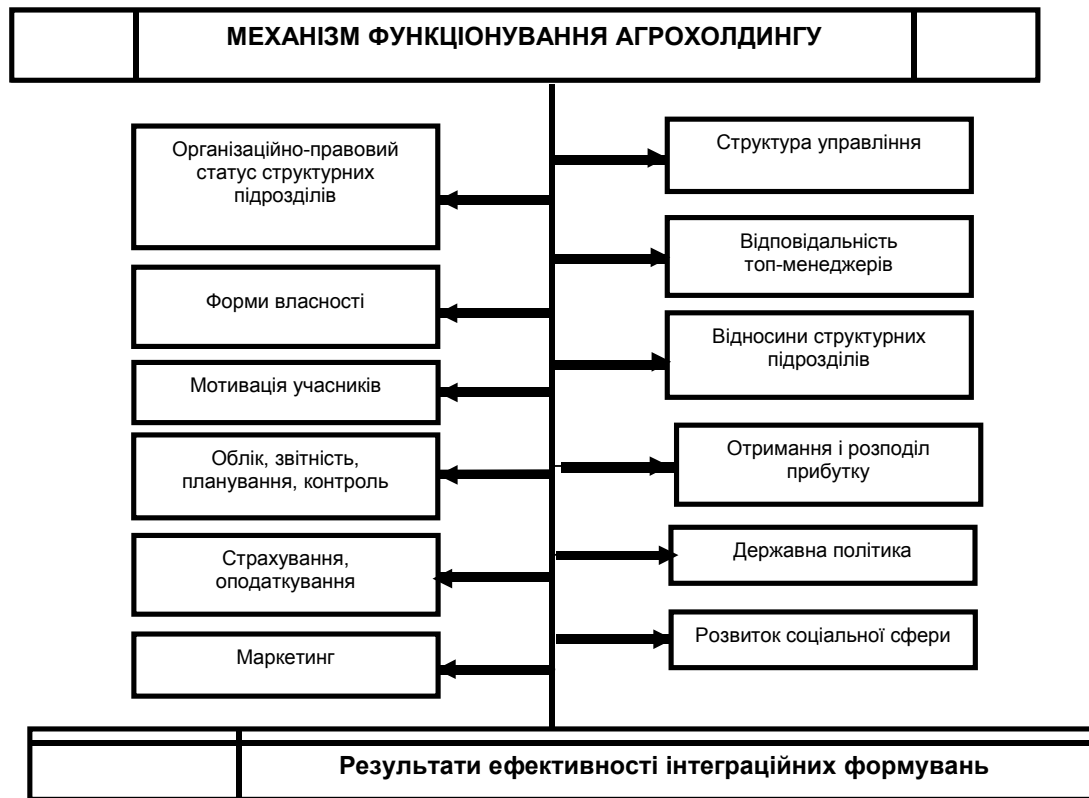 МЕХАНІЗМ ФУНКЦІОНУВАННЯ АГРОХОЛДИНГУ
Організаційно-правовий
статус структурних
підрозділів
Форми власності
Мотивація учасників
Облік, звітність,
планування, контроль
Страхування,
оподаткування
Маркетинг
Структура управління
Відповідальність
топ-менеджерів
Відносини структурних
підрозділів
Отримання і розподіл
прибутку
Державна політика
Розвиток соціальної сфери
Результати ефективності інтеграційних формувань